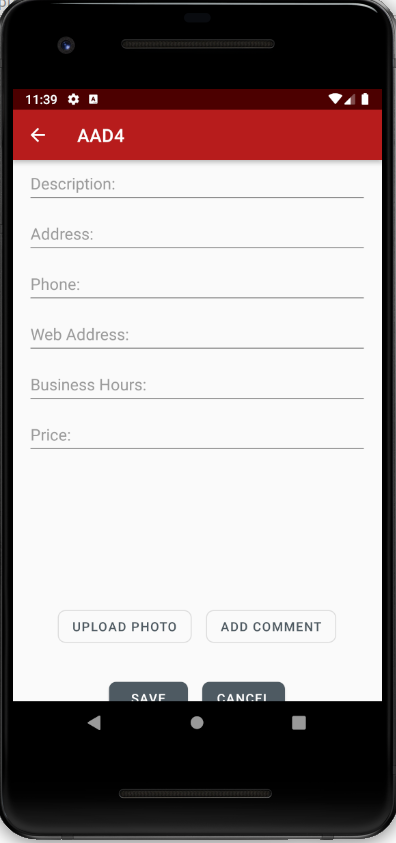 11:39
AAD4
Description:
Address:
Phone:
Web Address:
Business Hours:
Price:
UPLOAD PHOTO ADD COMMENT
SAVE CANCEL